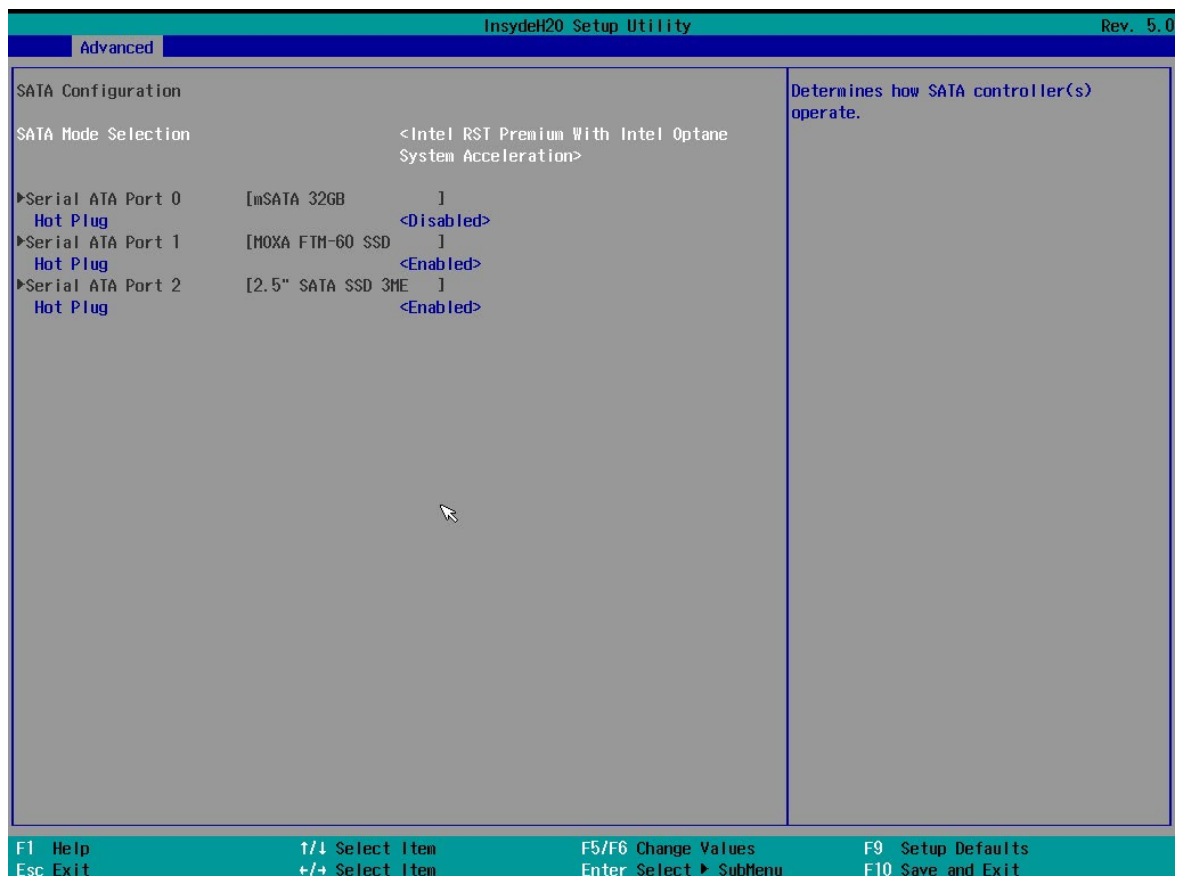 InsydeH20 Setup Utility Rev. 5.0
Advanced
SATA Configuration
Determines how SATA controller(s)
operate.
SATA Mode Selection <Intel RST Premium With Intel Optane
System Acceleration>
▶Serial ATA Port 0 [mSATA 32GB ]
Hot Plug <Disabled>
▶Serial ATA Port 1 [MOXA FTM-60 SSD ]
Hot Plug <Enabled>
▶Serial ATA Port 2 [2.5" SATA SSD 3ME ]
Hot Plug <Enabled>
F1 Help ↑/↓ Select Item F5/F6 Change Values F9 Setup Defaults
Esc Exit ←/→ Select Item Enter Select ▶ SubMenu F10 Save and Exit